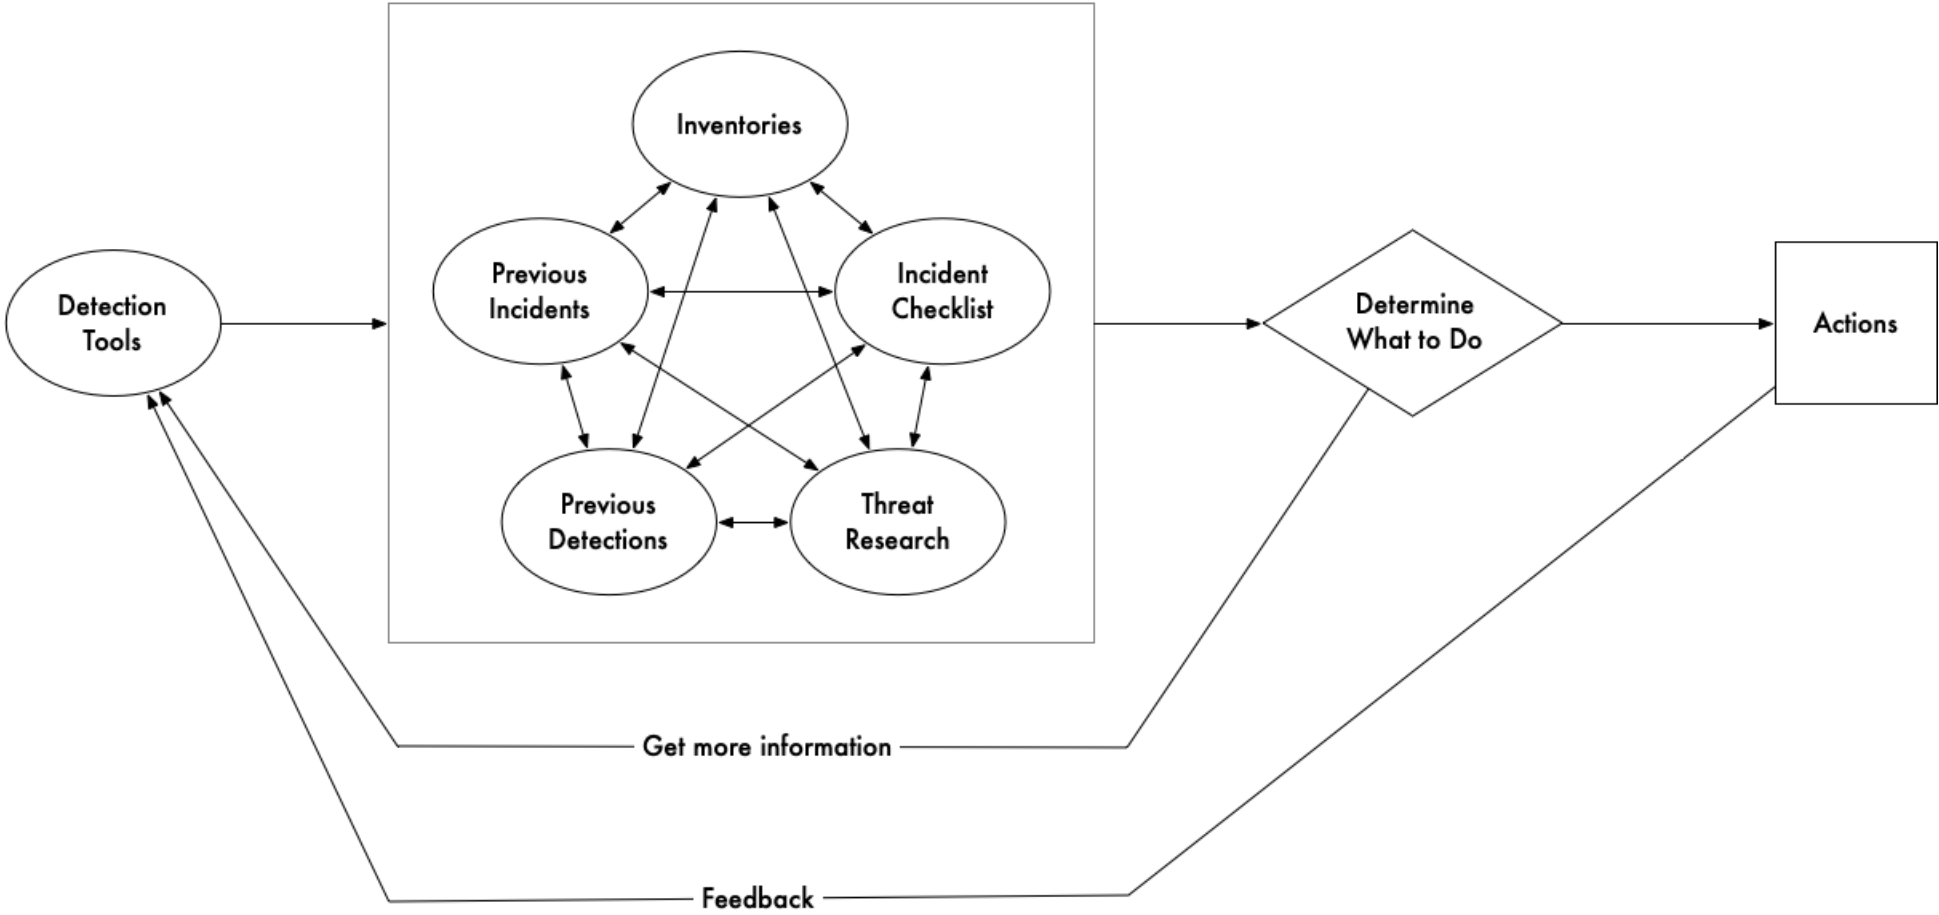 Inventories
Previous
Incidents
Incident
Checklist
Detection
Tools
Determine
What to Do
Actions
Previous
Detections
Threat
Research
Get more information
Feedback